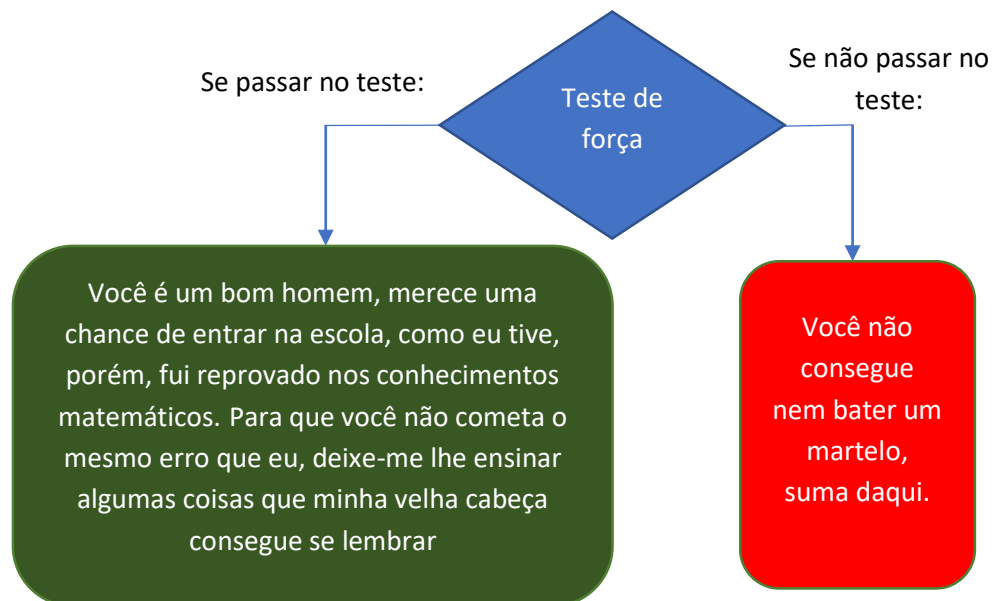 Se passar no teste:
Teste de
força
Se não passar no
teste:
Você é um bom homem, merece uma
chance de entrar na escola, como eu tive,
porém, fui reprovado nos conhecimentos
matemáticos. Para que você não cometa o
mesmo erro que eu, deixe-me lhe ensinar
algumas coisas que minha velha cabeça
consegue se lembrar
Você não
consegue
nem bater um
martelo,
suma daqui.